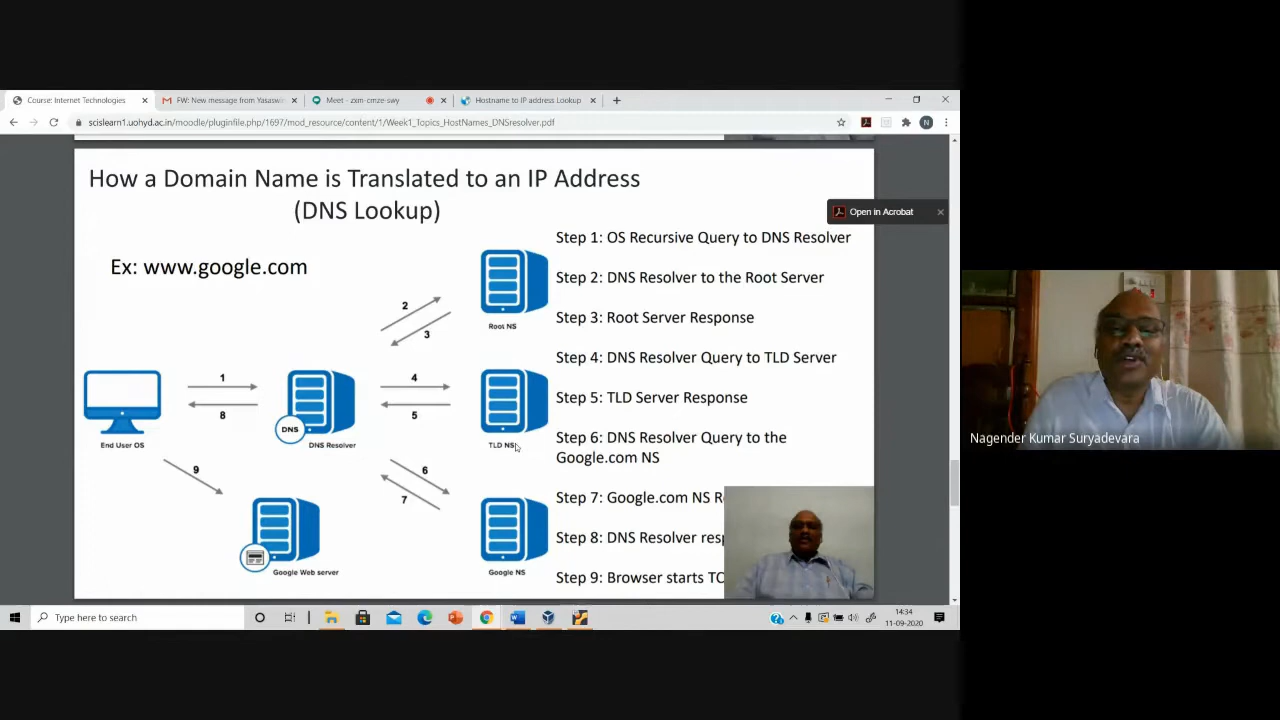 Course: Internet Technologies
FW: New message from Yasaswi
Meet - zxm-cmze-swy
Hostname to IP address Lookup
scislearn1.uohyd.ac.in/moodle/pluginfile.php/1697/mod_resource/content/1/Week1_Topics_HostNames_DNSresolver.pdf
N
How a Domain Name is Translated to an IP Address
(DNS Lookup)
Open in Acrobat
Ex: www.google.com
Step 1: OS Recursive Query to DNS Resolver
Step 2: DNS Resolver to the Root Server
Step 3: Root Server Response
Step 4: DNS Resolver Query to TLD Server
Step 5: TLD Server Response
Step 6: DNS Resolver Query to the
Google.com NS
Step 7: Google.com NS R
Step 8: DNS Resolver resp
Step 9: Browser starts TC
2
3
Root NS
1
8
4
5
End User OS
DNS
DNS Resolver
TLD NS
9
6
7
Google Web server
Google NS
Nagender Kumar Suryadevara
Type here to search
14:34
11-09-2020